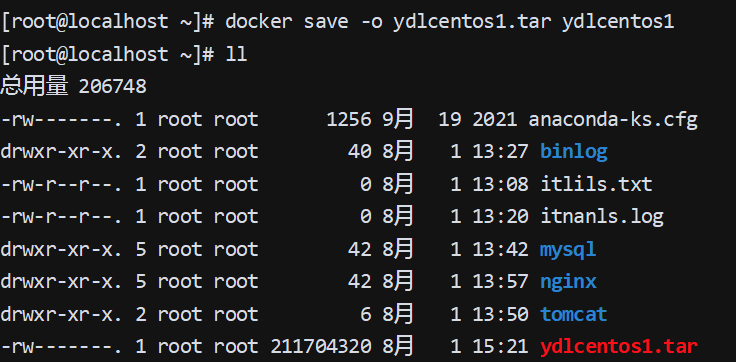 [root@localhost ~]# docker save -o ydlcentos1.tar ydlcentos1
[root@localhost ~]# ll
总用量 206748
-rw-------. 1 root root      1256 9月  19 2021 anaconda-ks.cfg
drwxr-xr-x. 2 root root        40 8月   1 13:27 binlog
-rw-r--r--. 1 root root         0 8月   1 13:08 itlils.txt
-rw-r--r--. 1 root root         0 8月   1 13:20 itnanls.log
drwxr-xr-x. 5 root root        42 8月   1 13:42 mysql
drwxr-xr-x. 5 root root        42 8月   1 13:57 nginx
drwxr-xr-x. 2 root root         6 8月   1 13:50 tomcat
-rw-------. 1 root root 211704320 8月   1 15:21 ydlcentos1.tar